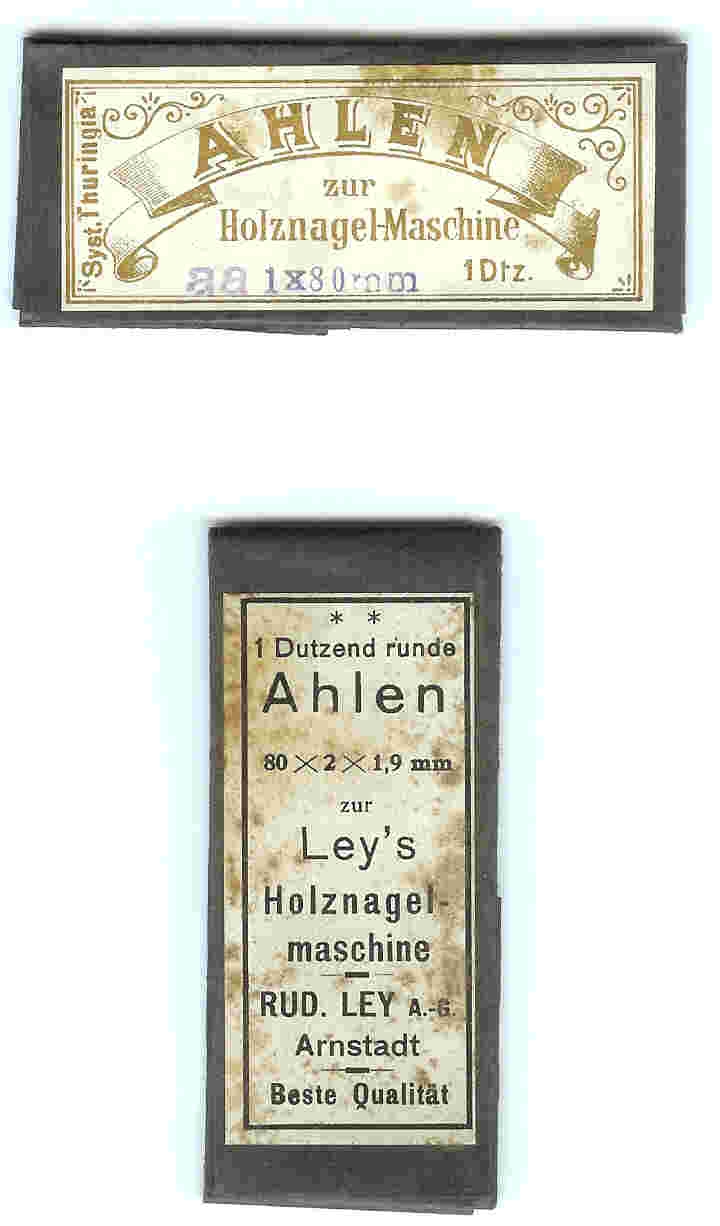 Syst. Thuringia
AHLEN
zur
Holznagel-Maschine
aa 1x80mm 1 Dtz.
* *
1 Dutzend runde
Ahlen
80 × 2 × 1,9 mm
zur
Ley's
Holznagel-
maschine
RUD. LEY A.-G.
Arnstadt
Beste Qualität